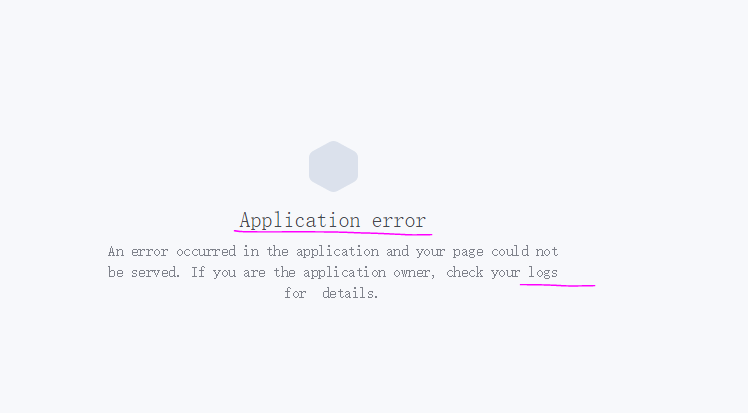 Application error
An error occurred in the application and your page could not
be served. If you are the application owner, check your logs
for details.